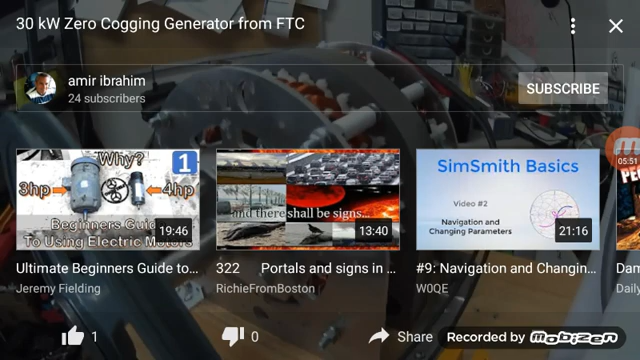 30 kW Zero Cogging Generator from FTC
amir ibrahim
24 subscribers
SUBSCRIBE
05:51
Why?
1
3hp
4hp
Beginners Guide
To Using Electric Motors
19:46
and there shall be signs...
13:40
SimSmith Basics
Video #2
Navigation and
Changing Parameters
21:16
Ultimate Beginners Guide to...
Jeremy Fielding
322 Portals and signs in ...
RichieFromBoston
#9: Navigation and Changin...
W0QE
Dam
Daily
1
0
Share
Recorded by mobizen